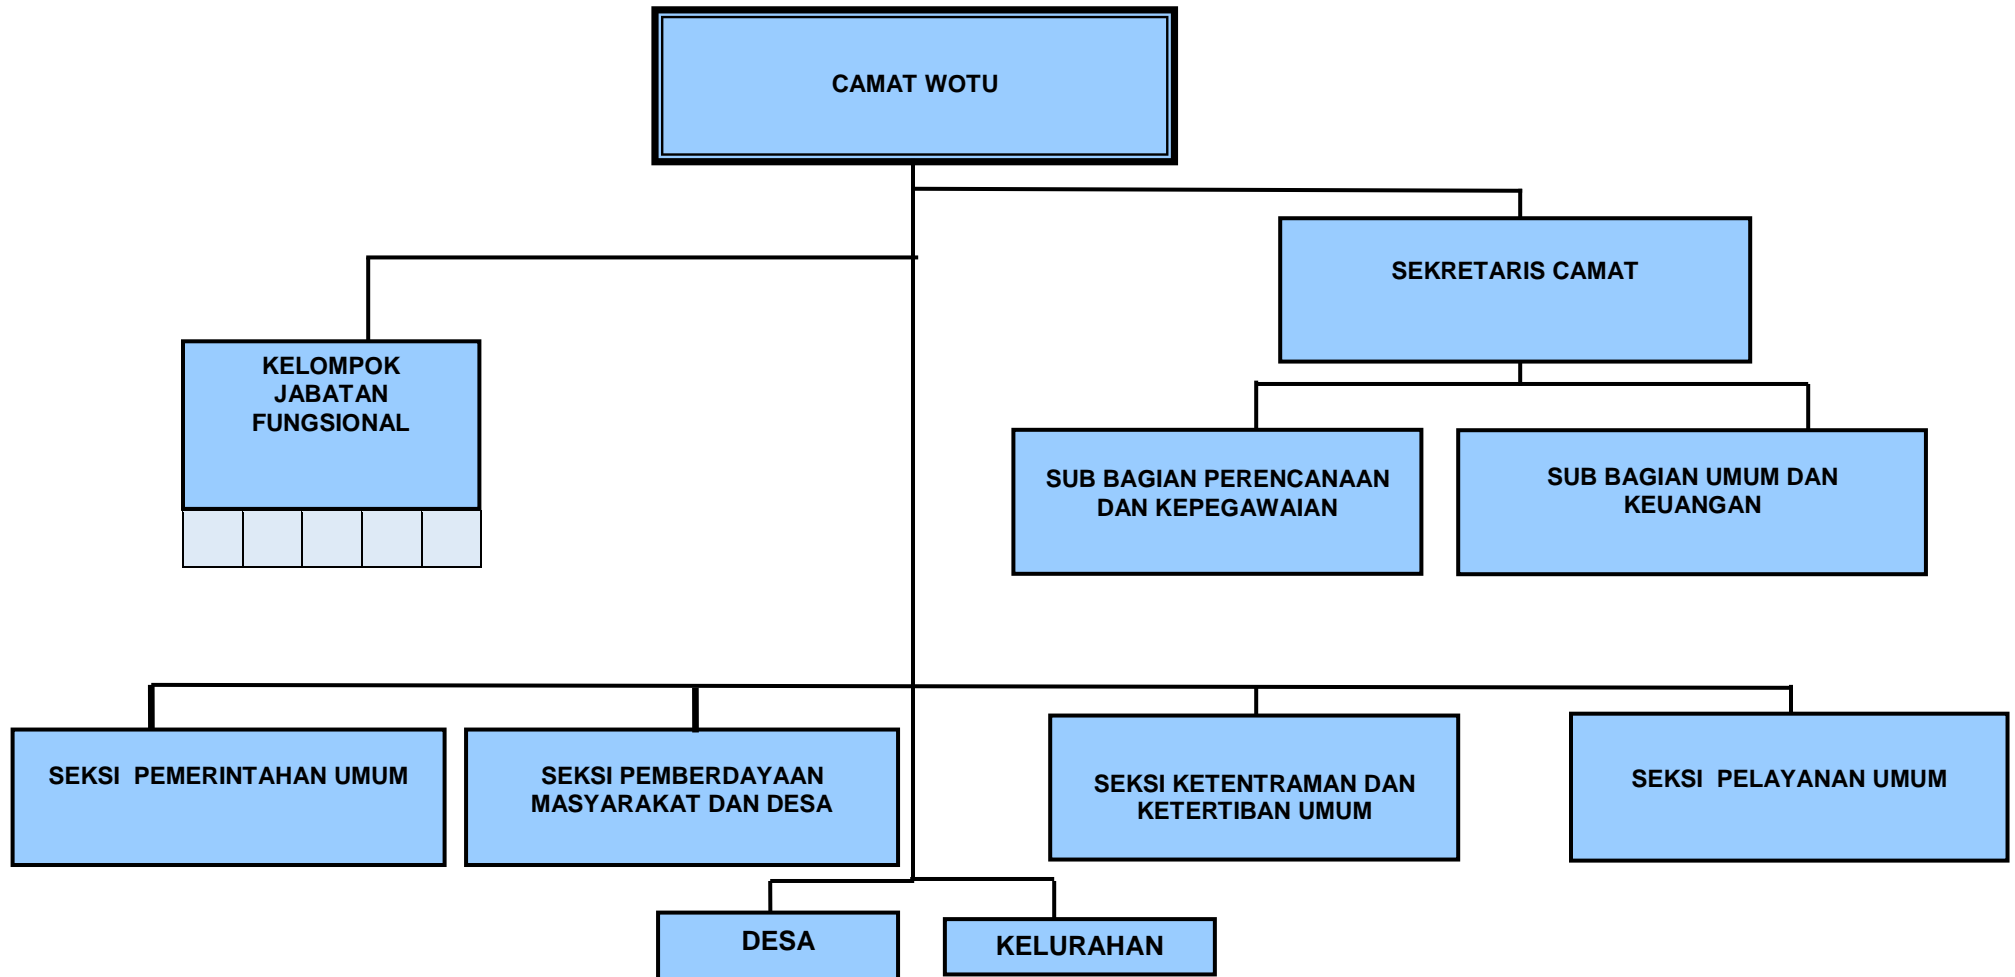 CAMAT WOTU
SEKRETARIS CAMAT
KELOMPOK
JABATAN
FUNGSIONAL
SUB BAGIAN PERENCANAAN
DAN KEPEGAWAIAN
SUB BAGIAN UMUM DAN
KEUANGAN
SEKSI  PEMERINTAHAN UMUM
SEKSI PEMBERDAYAAN
MASYARAKAT DAN DESA
SEKSI KETENTRAMAN DAN
KETERTIBAN UMUM
SEKSI  PELAYANAN UMUM
DESA
KELURAHAN